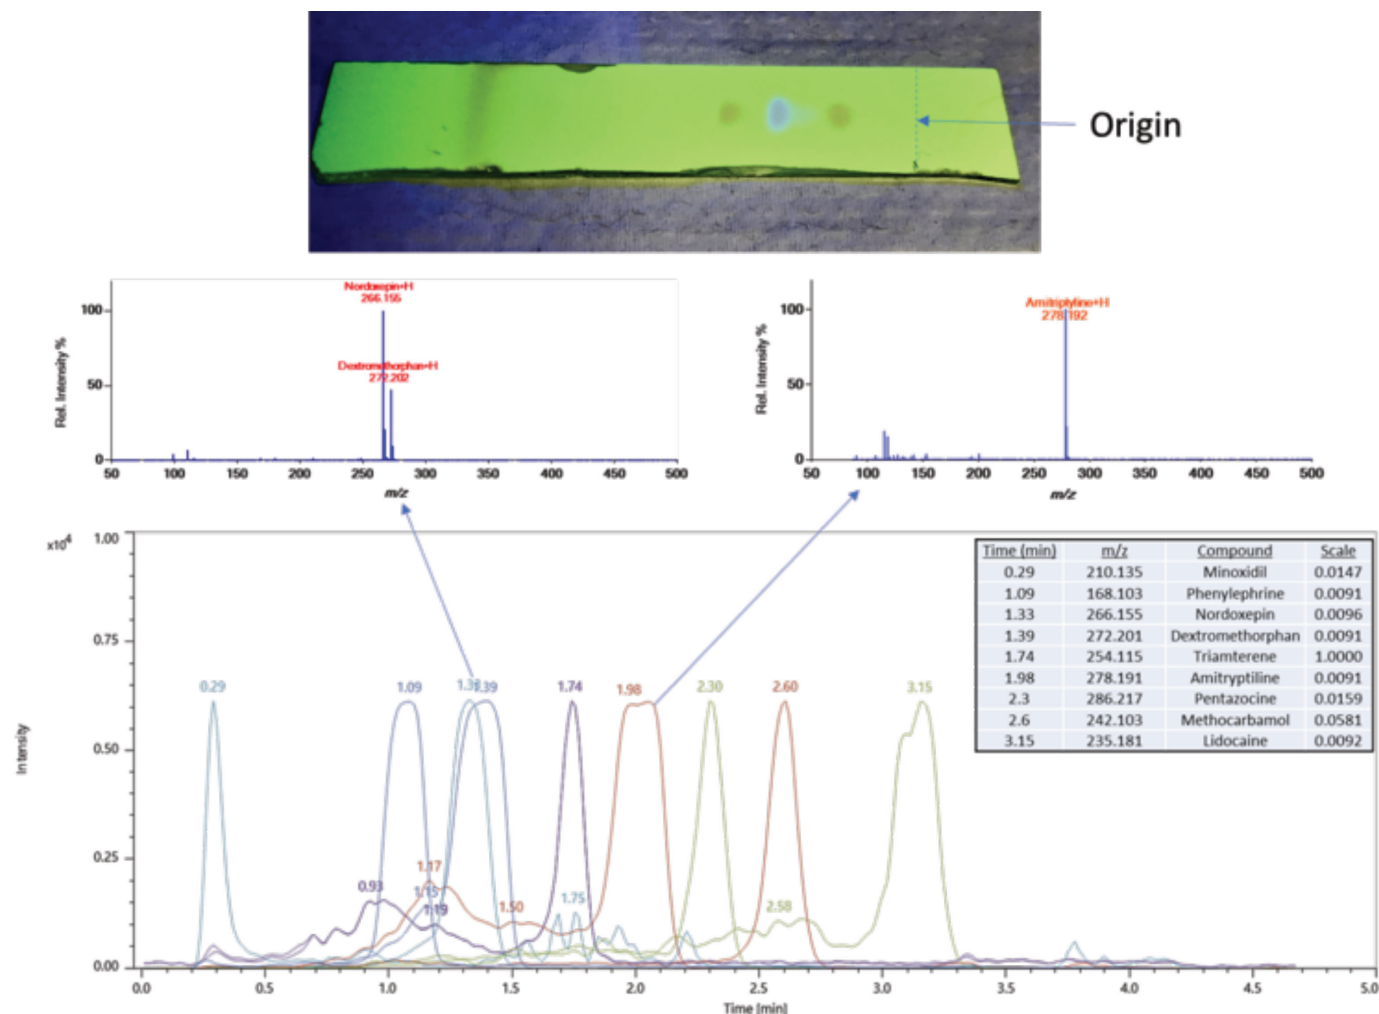 Origin
Nordoxepin+H
266.155
Dextromethorphan+H
272.202
Rel. Intensity %
100
50
0
50 100 150 200 250 300 350 400 450 500
m/z
Amitriptyline+H
278.192
Rel. Intensity %
100
50
0
50 100 150 200 250 300 350 400 450 500
m/z
x10⁴
1.00
0.75
0.50
0.25
0.00
Intensity
0.29 1.09 1.39 1.74 1.98 2.30 2.60 3.15
0.93 1.17 1.15 1.19 1.50 1.75 2.58
0.0 0.5 1.0 1.5 2.0 2.5 3.0 3.5 4.0 4.5 5.0
Time [min]
Time (min) m/z Compound Scale
0.29 210.135 Minoxidil 0.0147
1.09 168.103 Phenylephrine 0.0091
1.33 266.155 Nordoxepin 0.0096
1.39 272.201 Dextromethorphan 0.0091
1.74 254.115 Triamterene 1.0000
1.98 278.191 Amitryptiline 0.0091
2.3 286.217 Pentazocine 0.0159
2.6 242.103 Methocarbamol 0.0581
3.15 235.181 Lidocaine 0.0092